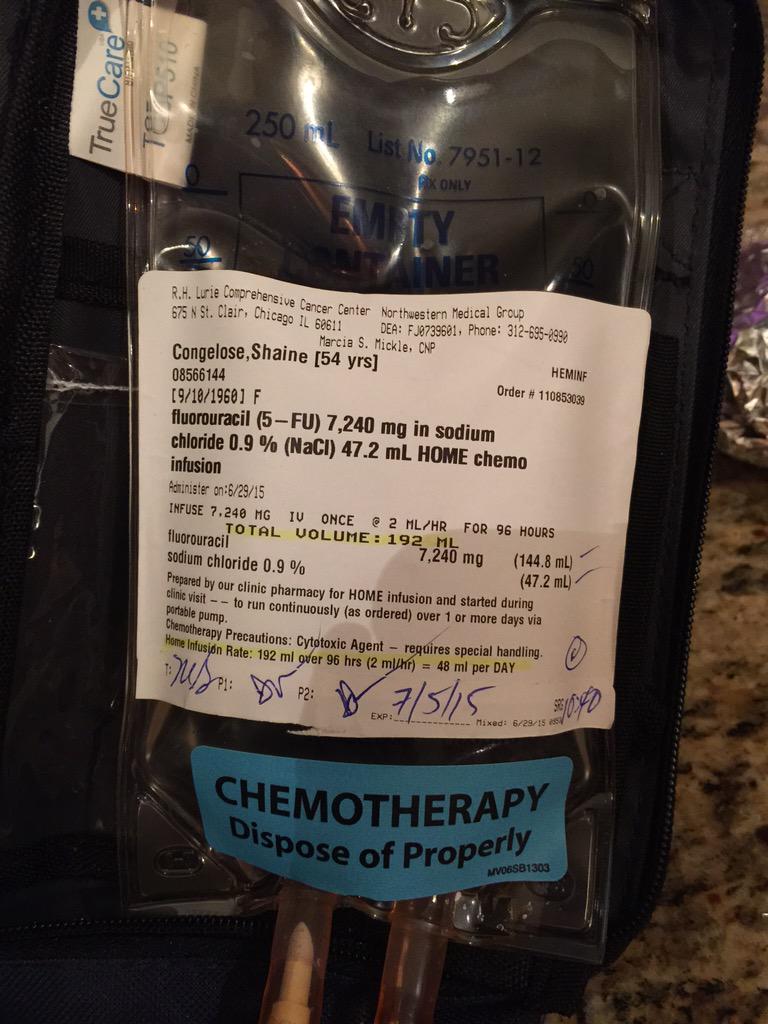 TrueCare
MADE IN CHINA
250 mL List No. 7951-12
RX ONLY
0
EMPTY
CONTAINER
50
50
R.H. Lurie Comprehensive Cancer Center Northwestern Medical Group
675 N St. Clair, Chicago IL 60611 DEA: FJ0739601, Phone: 312-695-0990
Marcia S. Mickle, CNP
Congelose,Shaine [54 yrs]
08566144 HEMINF
[9/10/1960] F Order # 110853039
fluorouracil (5-FU) 7,240 mg in sodium
chloride 0.9 % (NaCl) 47.2 mL HOME chemo
infusion
Administer on:6/29/15
INFUSE 7,240 MG IV ONCE @ 2 ML/HR FOR 96 HOURS
TOTAL VOLUME: 192 ML
fluorouracil 7,240 mg (144.8 mL)
sodium chloride 0.9 % (47.2 mL)
Prepared by our clinic pharmacy for HOME infusion and started during
clinic visit -- to run continuously (as ordered) over 1 or more days via
portable pump.
Chemotherapy Precautions: Cytotoxic Agent - requires special handling.
Home Infusion Rate: 192 ml over 96 hrs (2 ml/hr) = 48 ml per DAY
T: P1: P2:
EXP: 7/5/15 Mixed: 6/29/15
CHEMOTHERAPY
Dispose of Properly
MV06SB1303